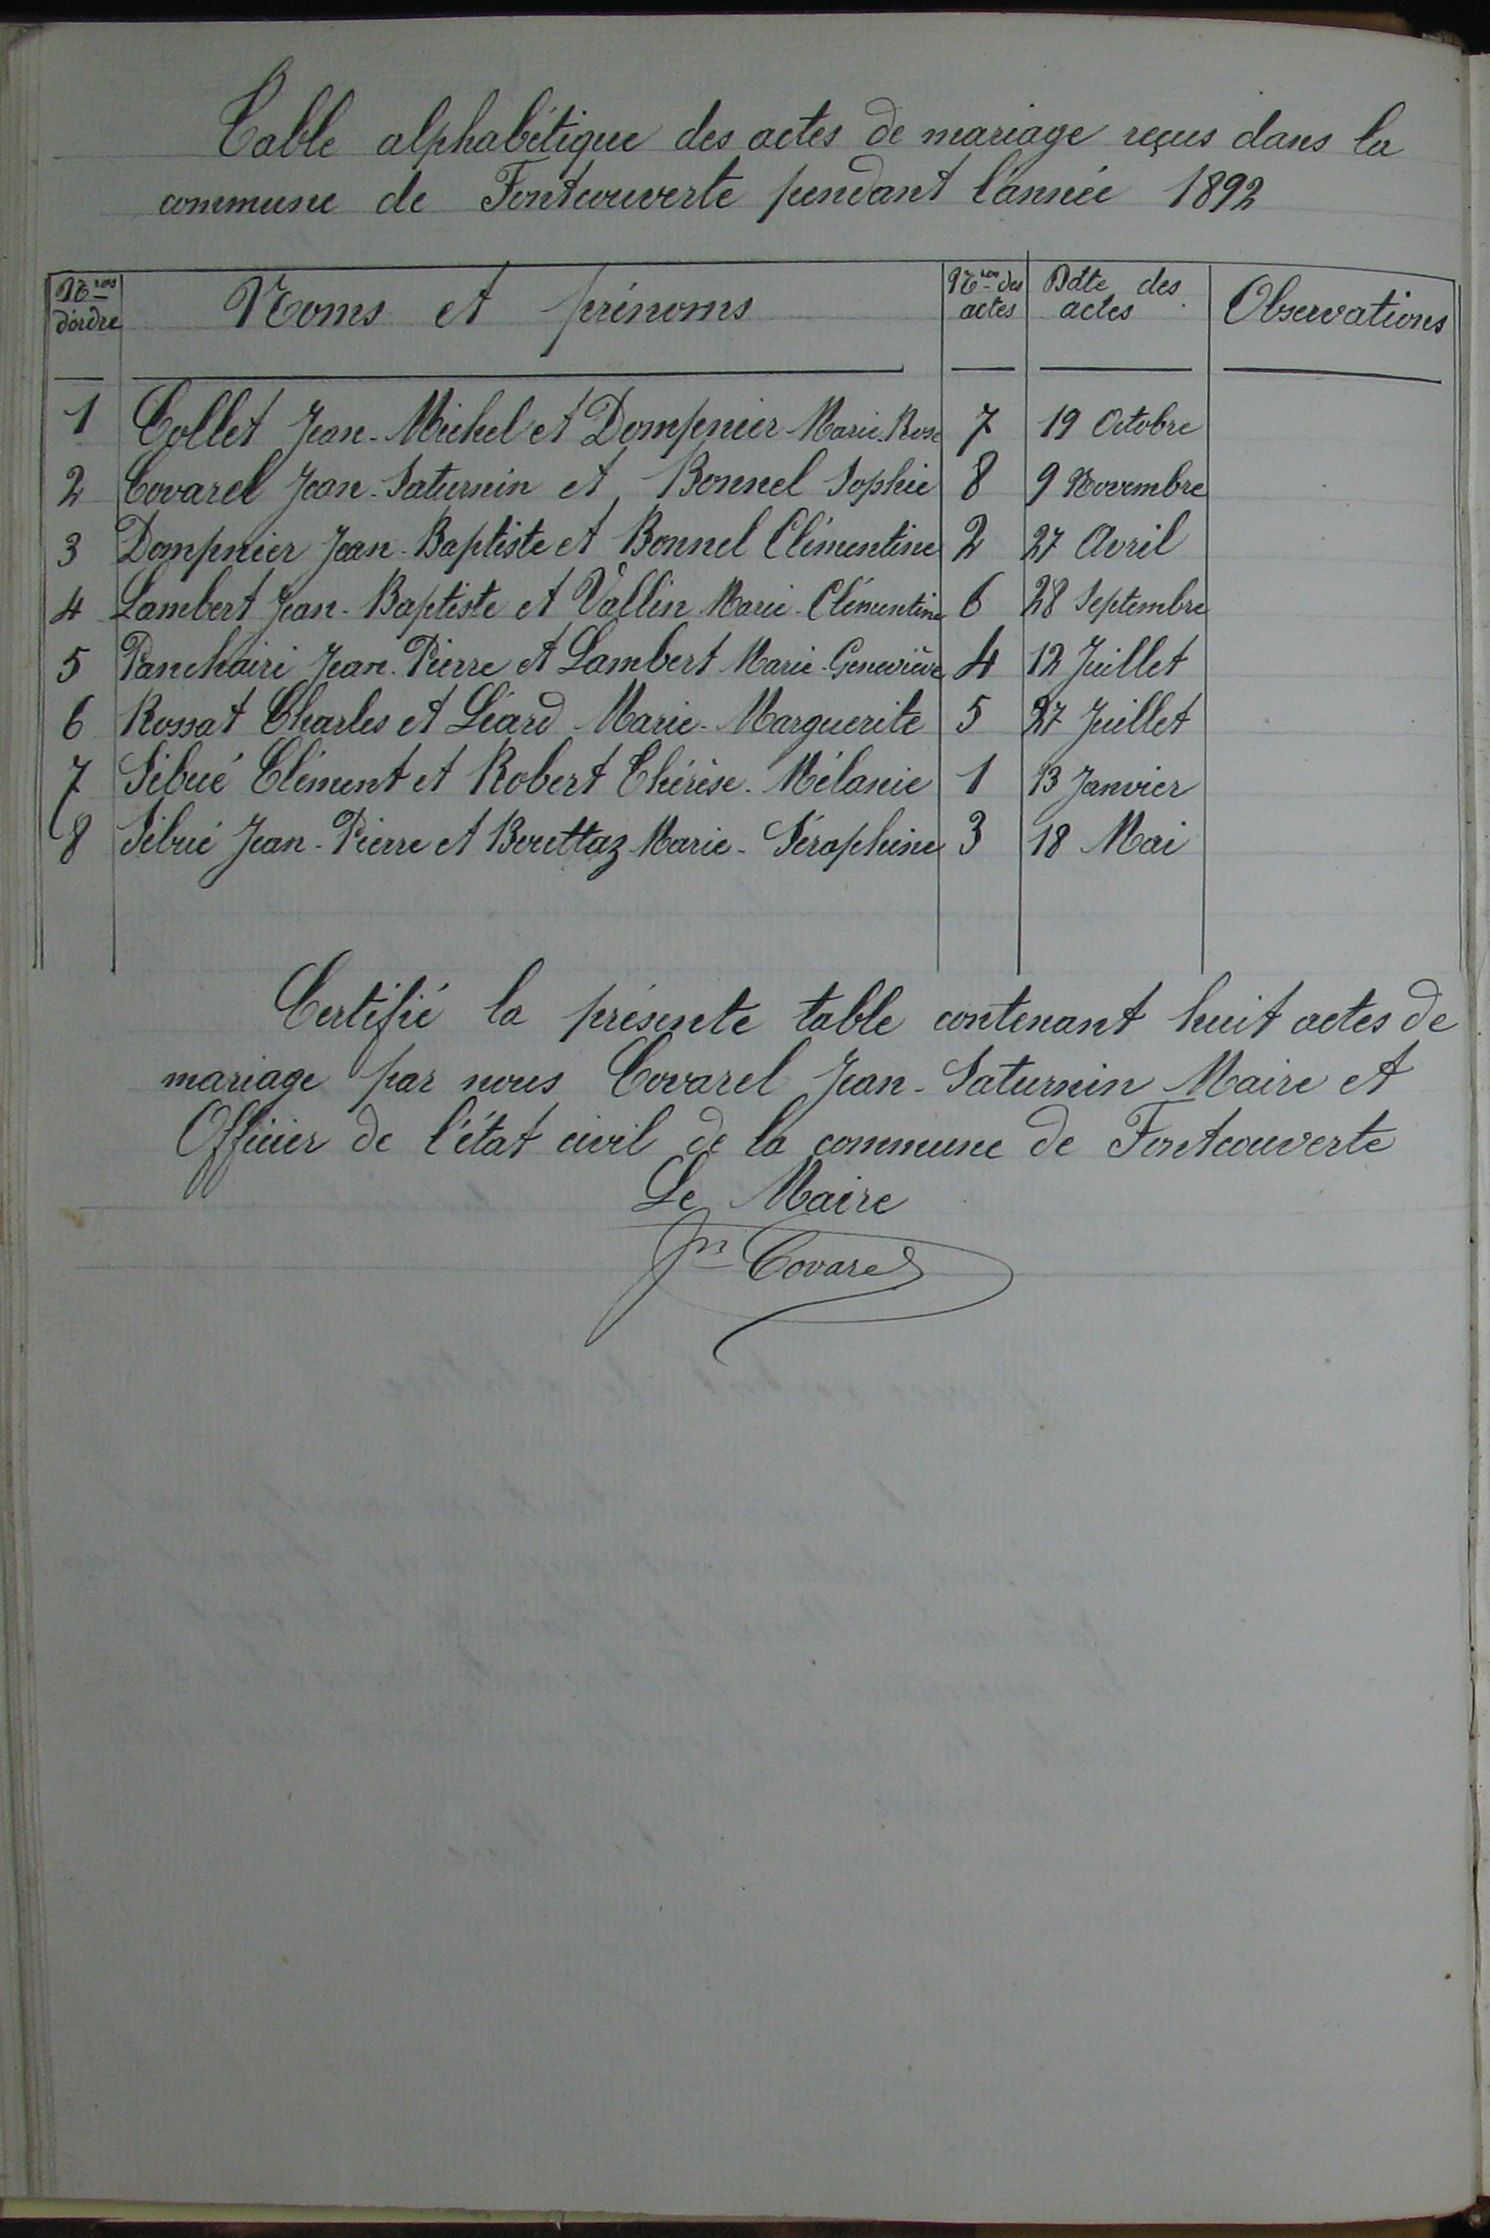 Table alphabétique des actes de mariage reçus dans la
commune de Fontcouverte pendant l'année 1892
Nros d'ordre Noms et prénoms Nros des actes Date des actes Observations
1 Collet Jean-Michel et Dompnier Marie-Rose 7 19 Octobre
2 Covarel Jean-Saturnin et Bonnel Sophie 8 9 Novembre
3 Dompnier Jean-Baptiste et Bonnel Clémentine 2 27 Avril
4 Lambert Jean-Baptiste et Vallin Marie-Clémentine 6 28 Septembre
5 Tanchairi Jean-Pierre et Lambert Marie-Geneviève 4 12 Juillet
6 Rossat Charles et Léard Marie-Marguerite 5 27 Juillet
7 Sibué Clément et Robert Thérèse-Mélanie 1 13 Janvier
8 Sibué Jean-Pierre et Bouttaz Marie-Séraphine 3 18 Mai
Certifié la présente table contenant huit actes de
mariage par nous Covarel Jean-Saturnin Maire et
Officier de l'état civil de la commune de Fontcouverte
Le Maire
Jn Covarel